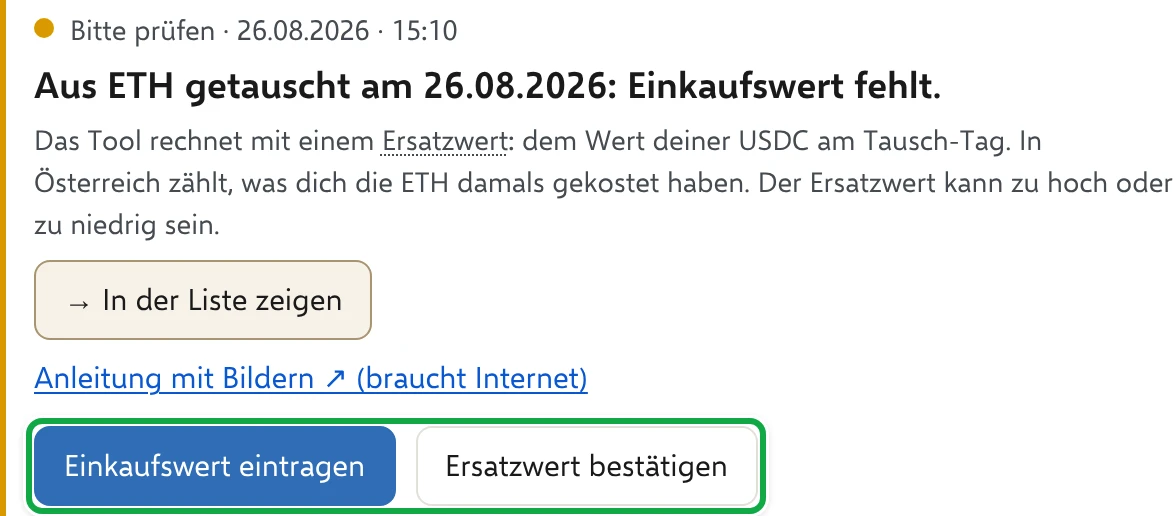 Bitte prüfen · 26.08.2026 · 15:10
Aus ETH getauscht am 26.08.2026: Einkaufswert fehlt.
Das Tool rechnet mit einem Ersatzwert: dem Wert deiner USDC am Tausch-Tag. In
Österreich zählt, was dich die ETH damals gekostet haben. Der Ersatzwert kann zu hoch oder
zu niedrig sein.
→ In der Liste zeigen
Anleitung mit Bildern ↗ (braucht Internet)
Einkaufswert eintragen Ersatzwert bestätigen